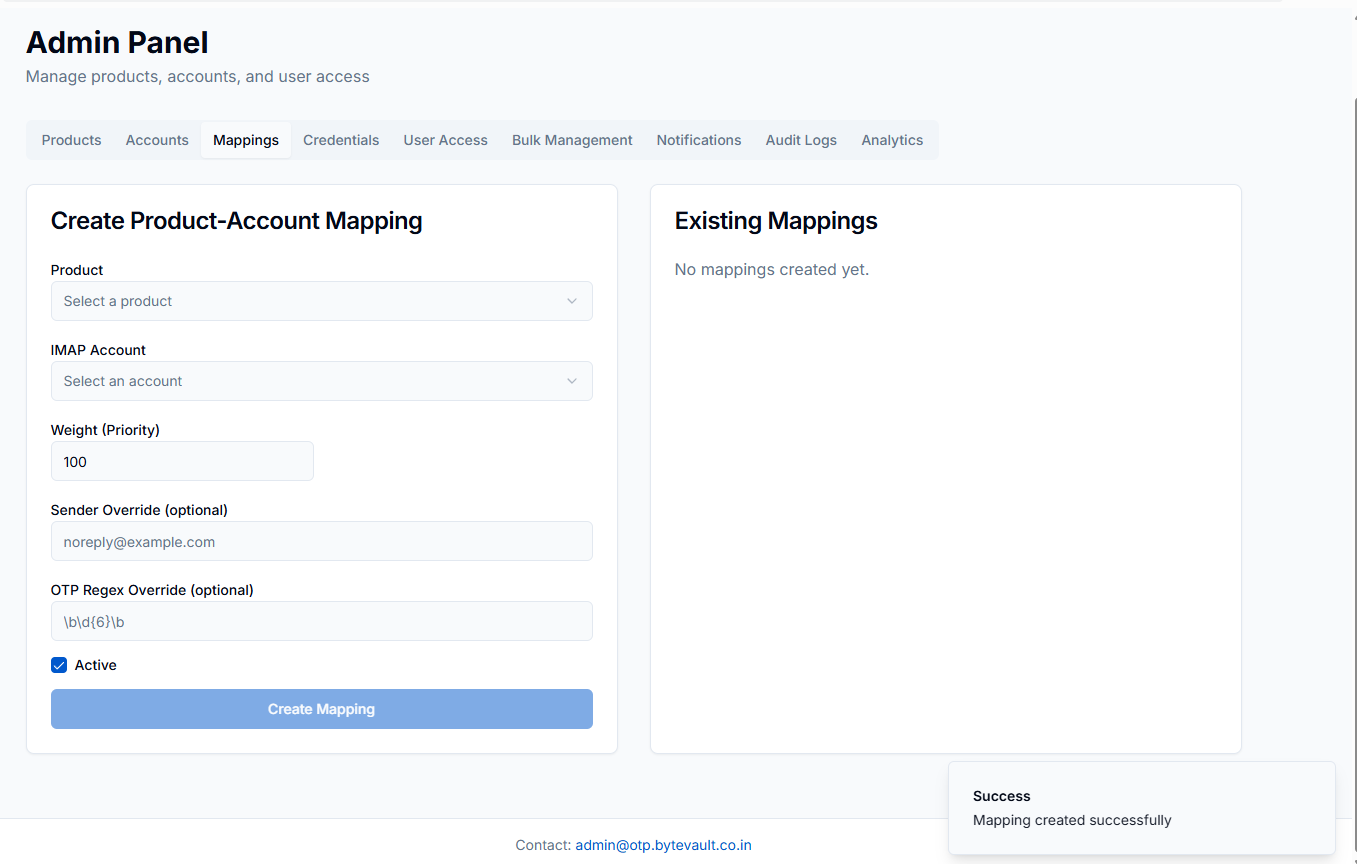 Admin Panel
Manage products, accounts, and user access
Products Accounts Mappings Credentials User Access Bulk Management Notifications Audit Logs Analytics
Create Product-Account Mapping
Product
Select a product
IMAP Account
Select an account
Weight (Priority)
100
Sender Override (optional)
noreply@example.com
OTP Regex Override (optional)
\b\d{6}\b
Active
Create Mapping
Existing Mappings
No mappings created yet.
Success
Mapping created successfully
Contact: admin@otp.bytevault.co.in